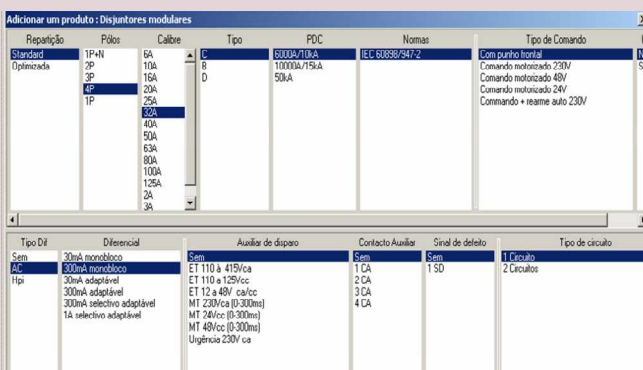 Adicionar um produto : Disjuntores modulares
Repartição Pólos Calibre Tipo PDC Normas Tipo de Comando
Standard 1P+N 6A C 6000A/10kA IEC 60898/947-2 Com punho frontal
Optimizada 2P 10A B 10000A/15kA Comando motorizado 230V
3P 16A D 50kA Comando motorizado 48V
4P 20A Comando motorizado 24V
1P 25A Commando + rearme auto 230V
32A
40A
50A
63A
80A
100A
125A
2A
3A
Tipo Dif Diferencial Auxiliar de disparo Contacto Auxiliar Sinal de defeito Tipo de circuito
Sem 30mA monobloco Sem Sem Sem 1 Circuito
AC 300mA monobloco ET 110 à 415Vca 1 CA 1 SD 2 Circuitos
Hpi 30mA adaptável ET 110 a 125Vcc 2 CA
300mA adaptável ET 12 a 48V ca/cc 3 CA
300mA selectivo adaptável MT 230Vca (0-300ms) 4 CA
1A selectivo adaptável MT 24Vcc (0-300ms)
MT 48Vcc (0-300ms)
Urgência 230V ca